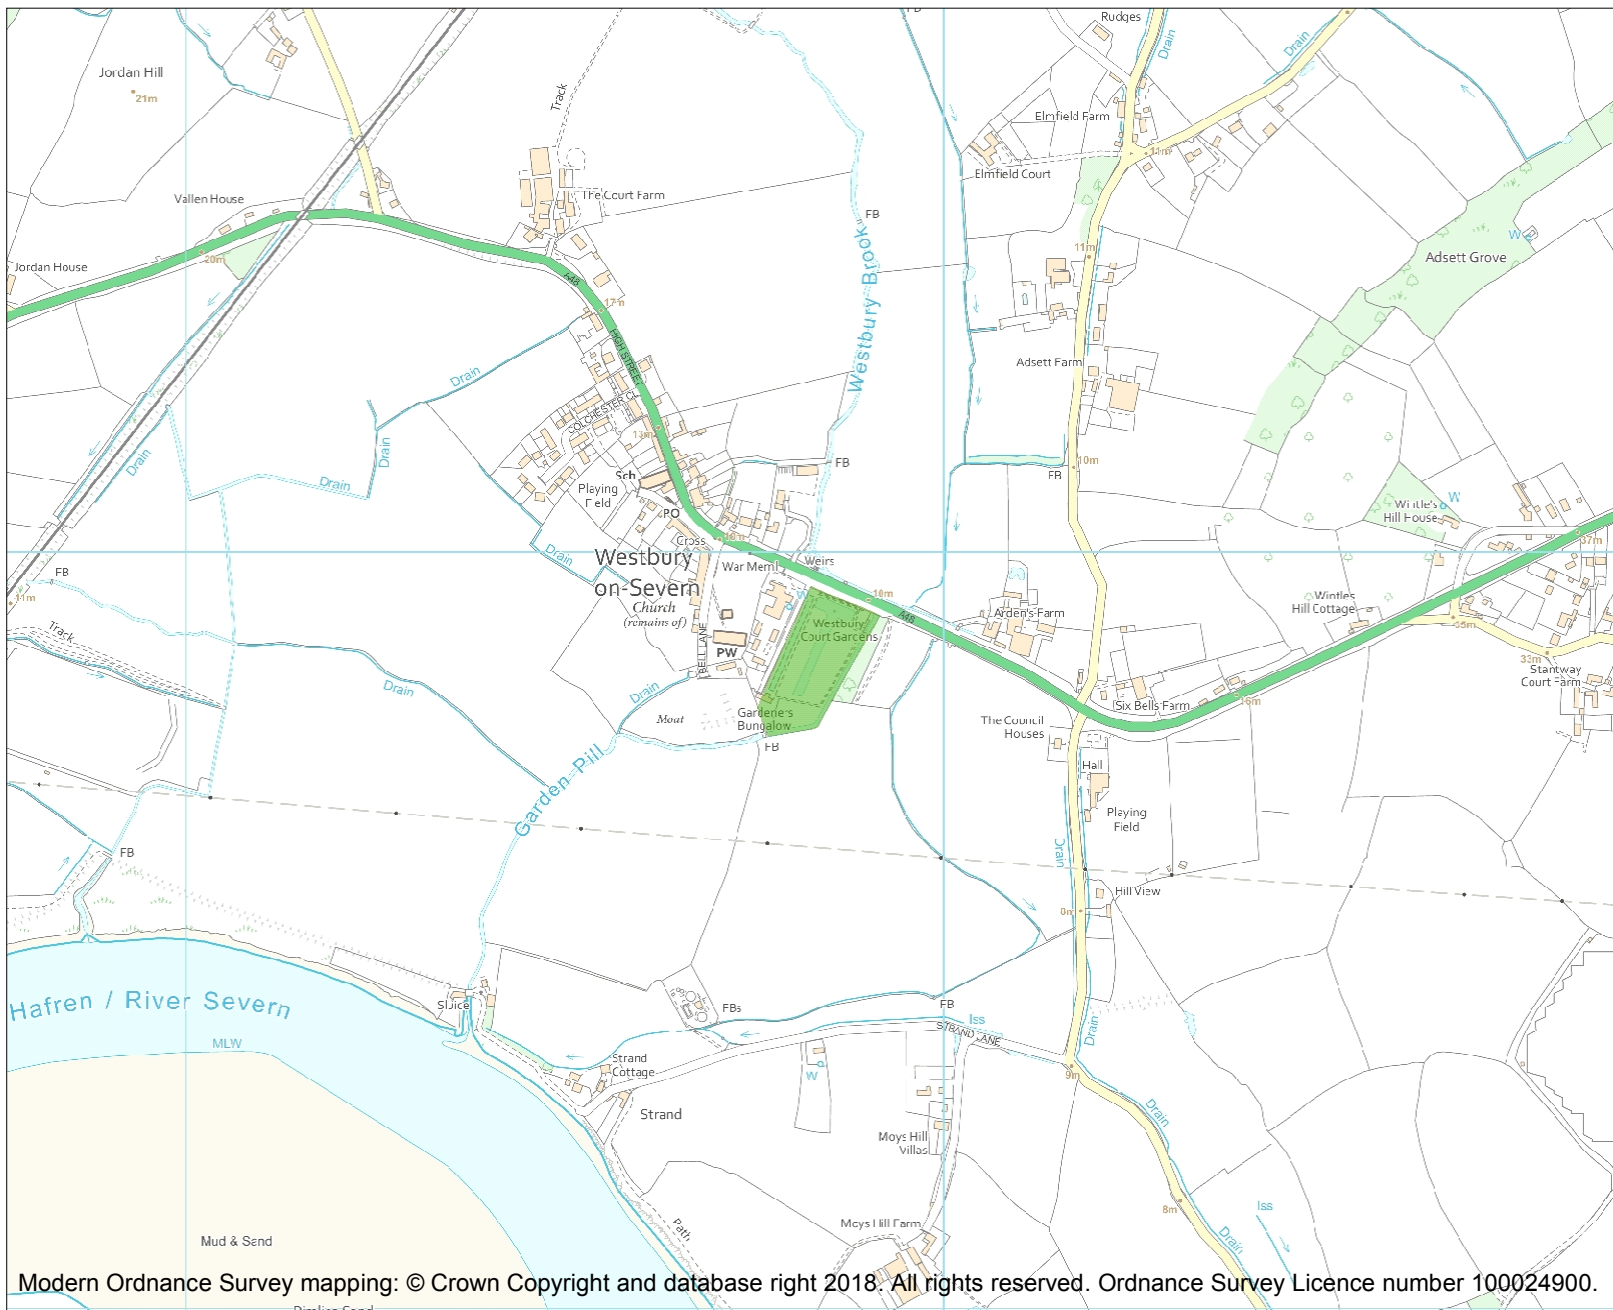 FB
Rudges
Drain
Drain
Jordan Hill
21m
Track
Elmfield Farm
11m
Elmfield Court
The Court Farm
Vallen House
FB
W
11m
Adsett Grove
20m
Jordan House
A48
17m
Westbury Brook
HIGH STREET
Adsett Farm
Drain
COLCHESTER CL
13m
Drain
Drain
Drain
FB
10m
FB
Sch
Playing
Field
PO
W
Wintle's
Hill House
37m
Cross
10m
Drain
Westbury
-on-Severn
War Meml
Weirs
FB
11m
Church
(remains of)
W
10m
A48
Arden's Farm
Wintles
Hill Cottage
35m
Westbury
Court Gardens
Track
BELL LANE
PW
33m
Stantway
Court Farm
Drain
Drain
Moat
Gardeners
Bungalow
FB
Six Bells Farm
16m
The Council
Houses
Garden Pill
Hall
Playing
Field
FB
Drain
Hill View
8m
Hafren / River Severn
Sluice
FBs
FB
Iss
STRAND LANE
Drain
MLW
Strand
Cottage
W
9m
Strand
Drain
Moys Hill
Villas
8m
Iss
Path
Moys Hill Farm
Drain
Mud & Sand
Modern Ordnance Survey mapping: © Crown Copyright and database right 2018. All rights reserved. Ordnance Survey Licence number 100024900.